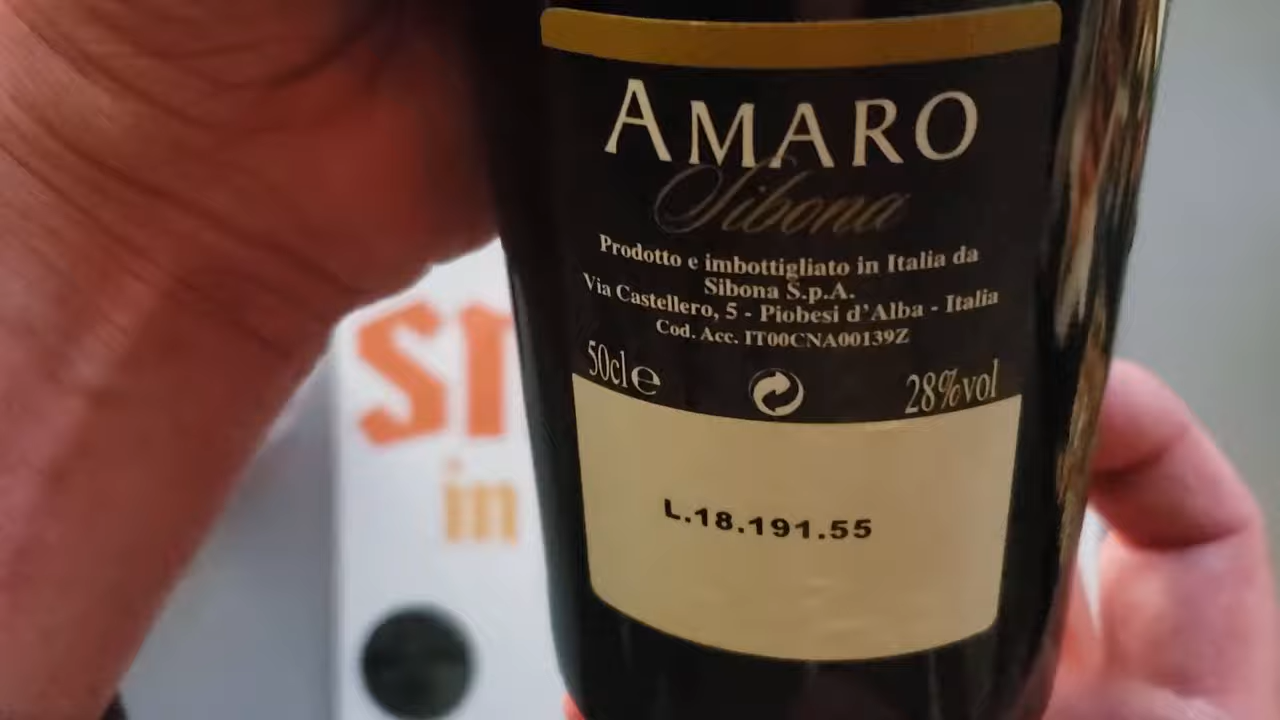 AMARO
Sibona
Prodotto e imbottigliato in Italia da
Sibona S.p.A.
Via Castellero, 5 - Piobesi d'Alba - Italia
Cod. Acc. IT00CNA00139Z
50cl e 28%vol
L.18.191.55
in